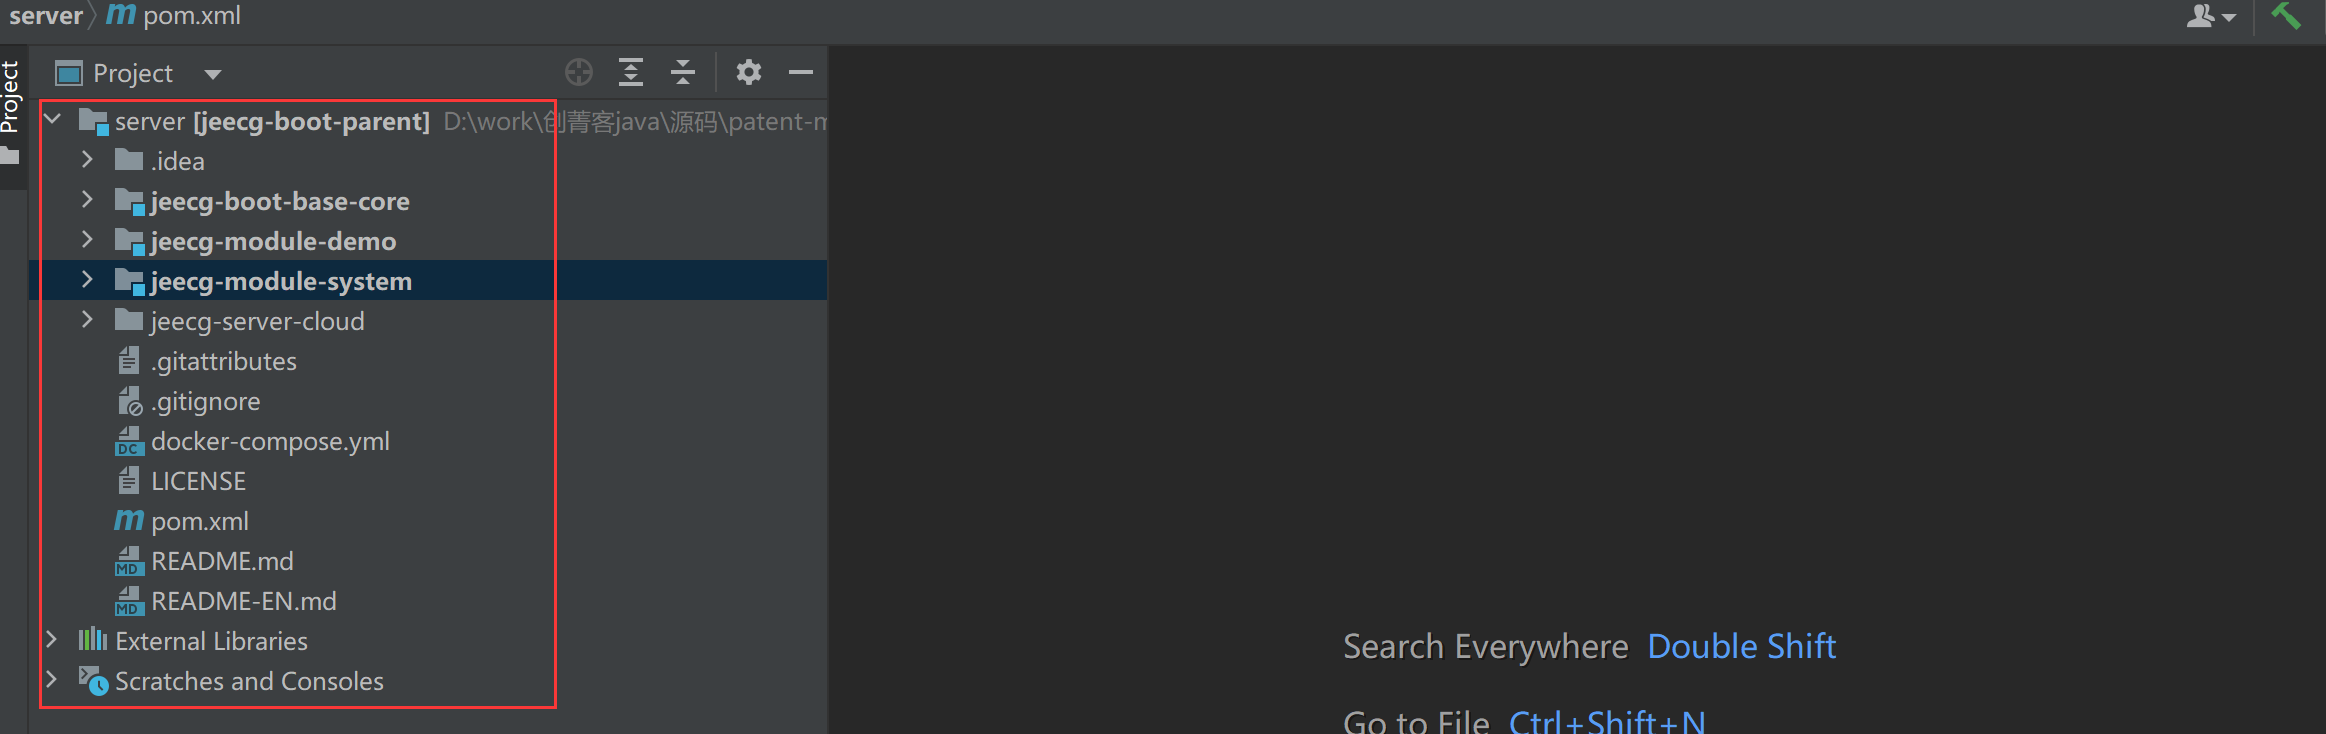 server pom.xml
Project
Project
server [jeecg-boot-parent] D:\work\创菁客java\源码\patent-m
.idea
jeecg-boot-base-core
jeecg-module-demo
jeecg-module-system
jeecg-server-cloud
.gitattributes
.gitignore
docker-compose.yml
LICENSE
pom.xml
README.md
README-EN.md
External Libraries
Scratches and Consoles
Search Everywhere Double Shift
Go to File Ctrl+Shift+N